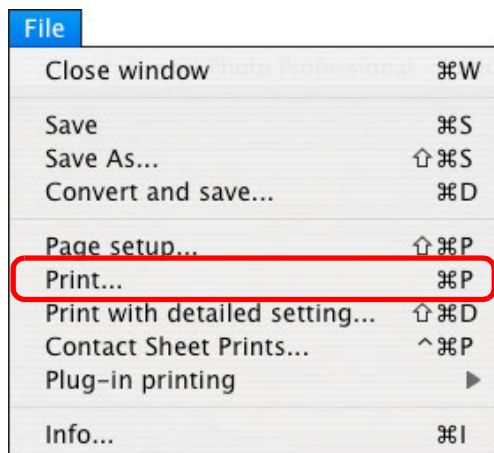 File
Close window ⌘W
Save ⌘S
Save As... ⇧⌘S
Convert and save... ⌘D
Page setup... ⇧⌘P
Print... ⌘P
Print with detailed setting... ⇧⌘D
Contact Sheet Prints... ^⌘P
Plug-in printing ▶
Info... ⌘I